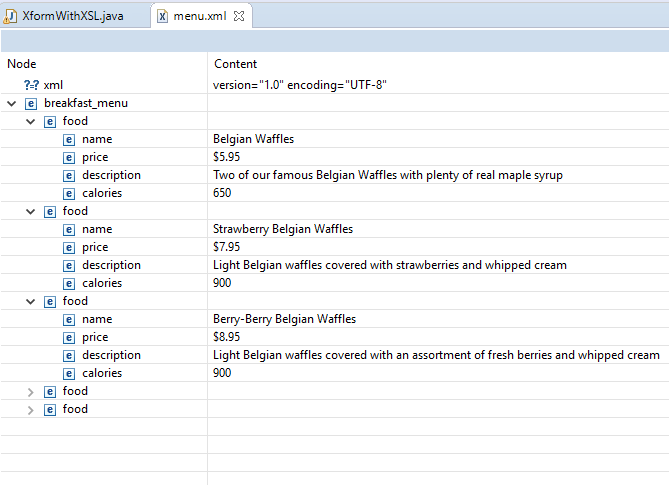 XformWithXSL.java menu.xml
Node Content
?=? xml version="1.0" encoding="UTF-8"
e breakfast_menu
e food
e name Belgian Waffles
e price $5.95
e description Two of our famous Belgian Waffles with plenty of real maple syrup
e calories 650
e food
e name Strawberry Belgian Waffles
e price $7.95
e description Light Belgian waffles covered with strawberries and whipped cream
e calories 900
e food
e name Berry-Berry Belgian Waffles
e price $8.95
e description Light Belgian waffles covered with an assortment of fresh berries and whipped cream
e calories 900
e food
e food